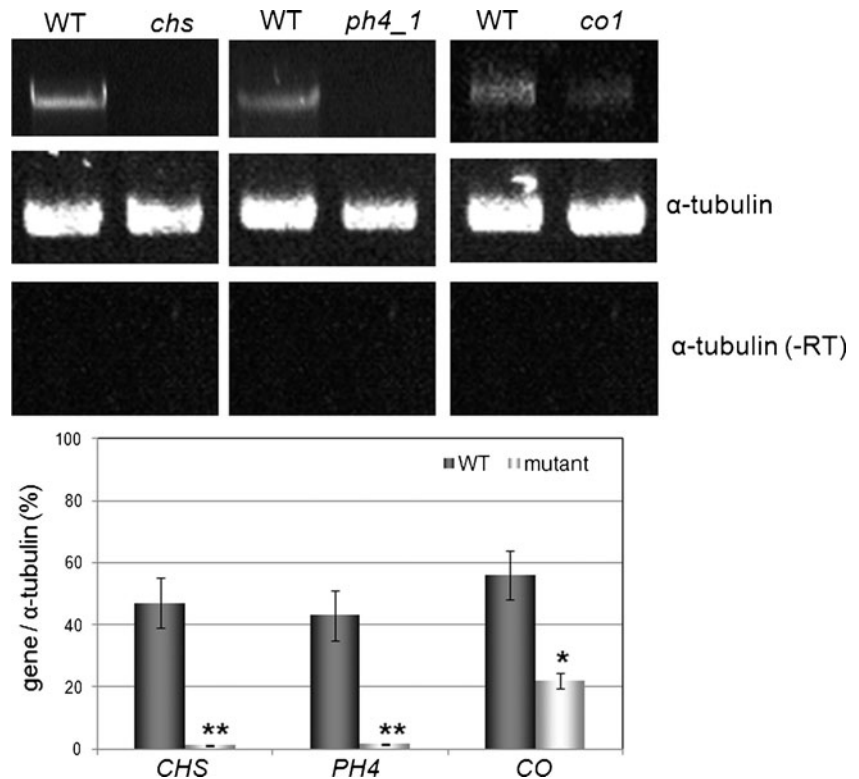 WT chs WT ph4_1 WT co1
α-tubulin
α-tubulin (-RT)
100
WT mutant
80
60
40
20
0
gene / α-tubulin (%)
** ** *
CHS PH4 CO